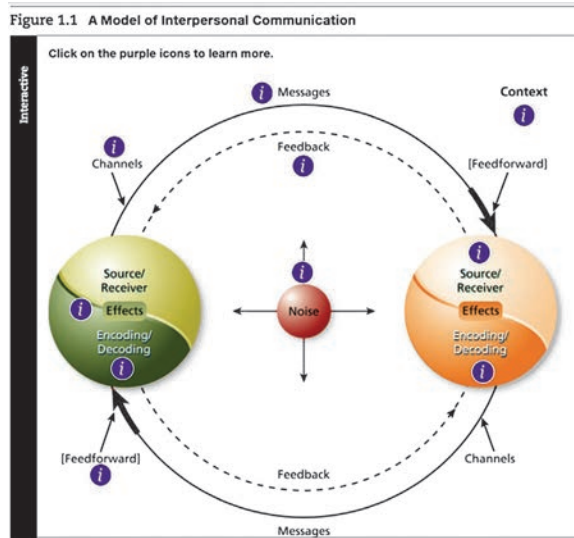 Figure 1.1 A Model of Interpersonal Communication
Interactive
Click on the purple icons to learn more.
i Messages
Context
i
i
Channels
Feedback
i
[Feedforward]
i
Source/
Receiver
Effects
i
Encoding/
Decoding
i
i
Noise
i
Source/
Receiver
Effects
Encoding/
Decoding
i
[Feedforward]
i
Feedback
Channels
Messages